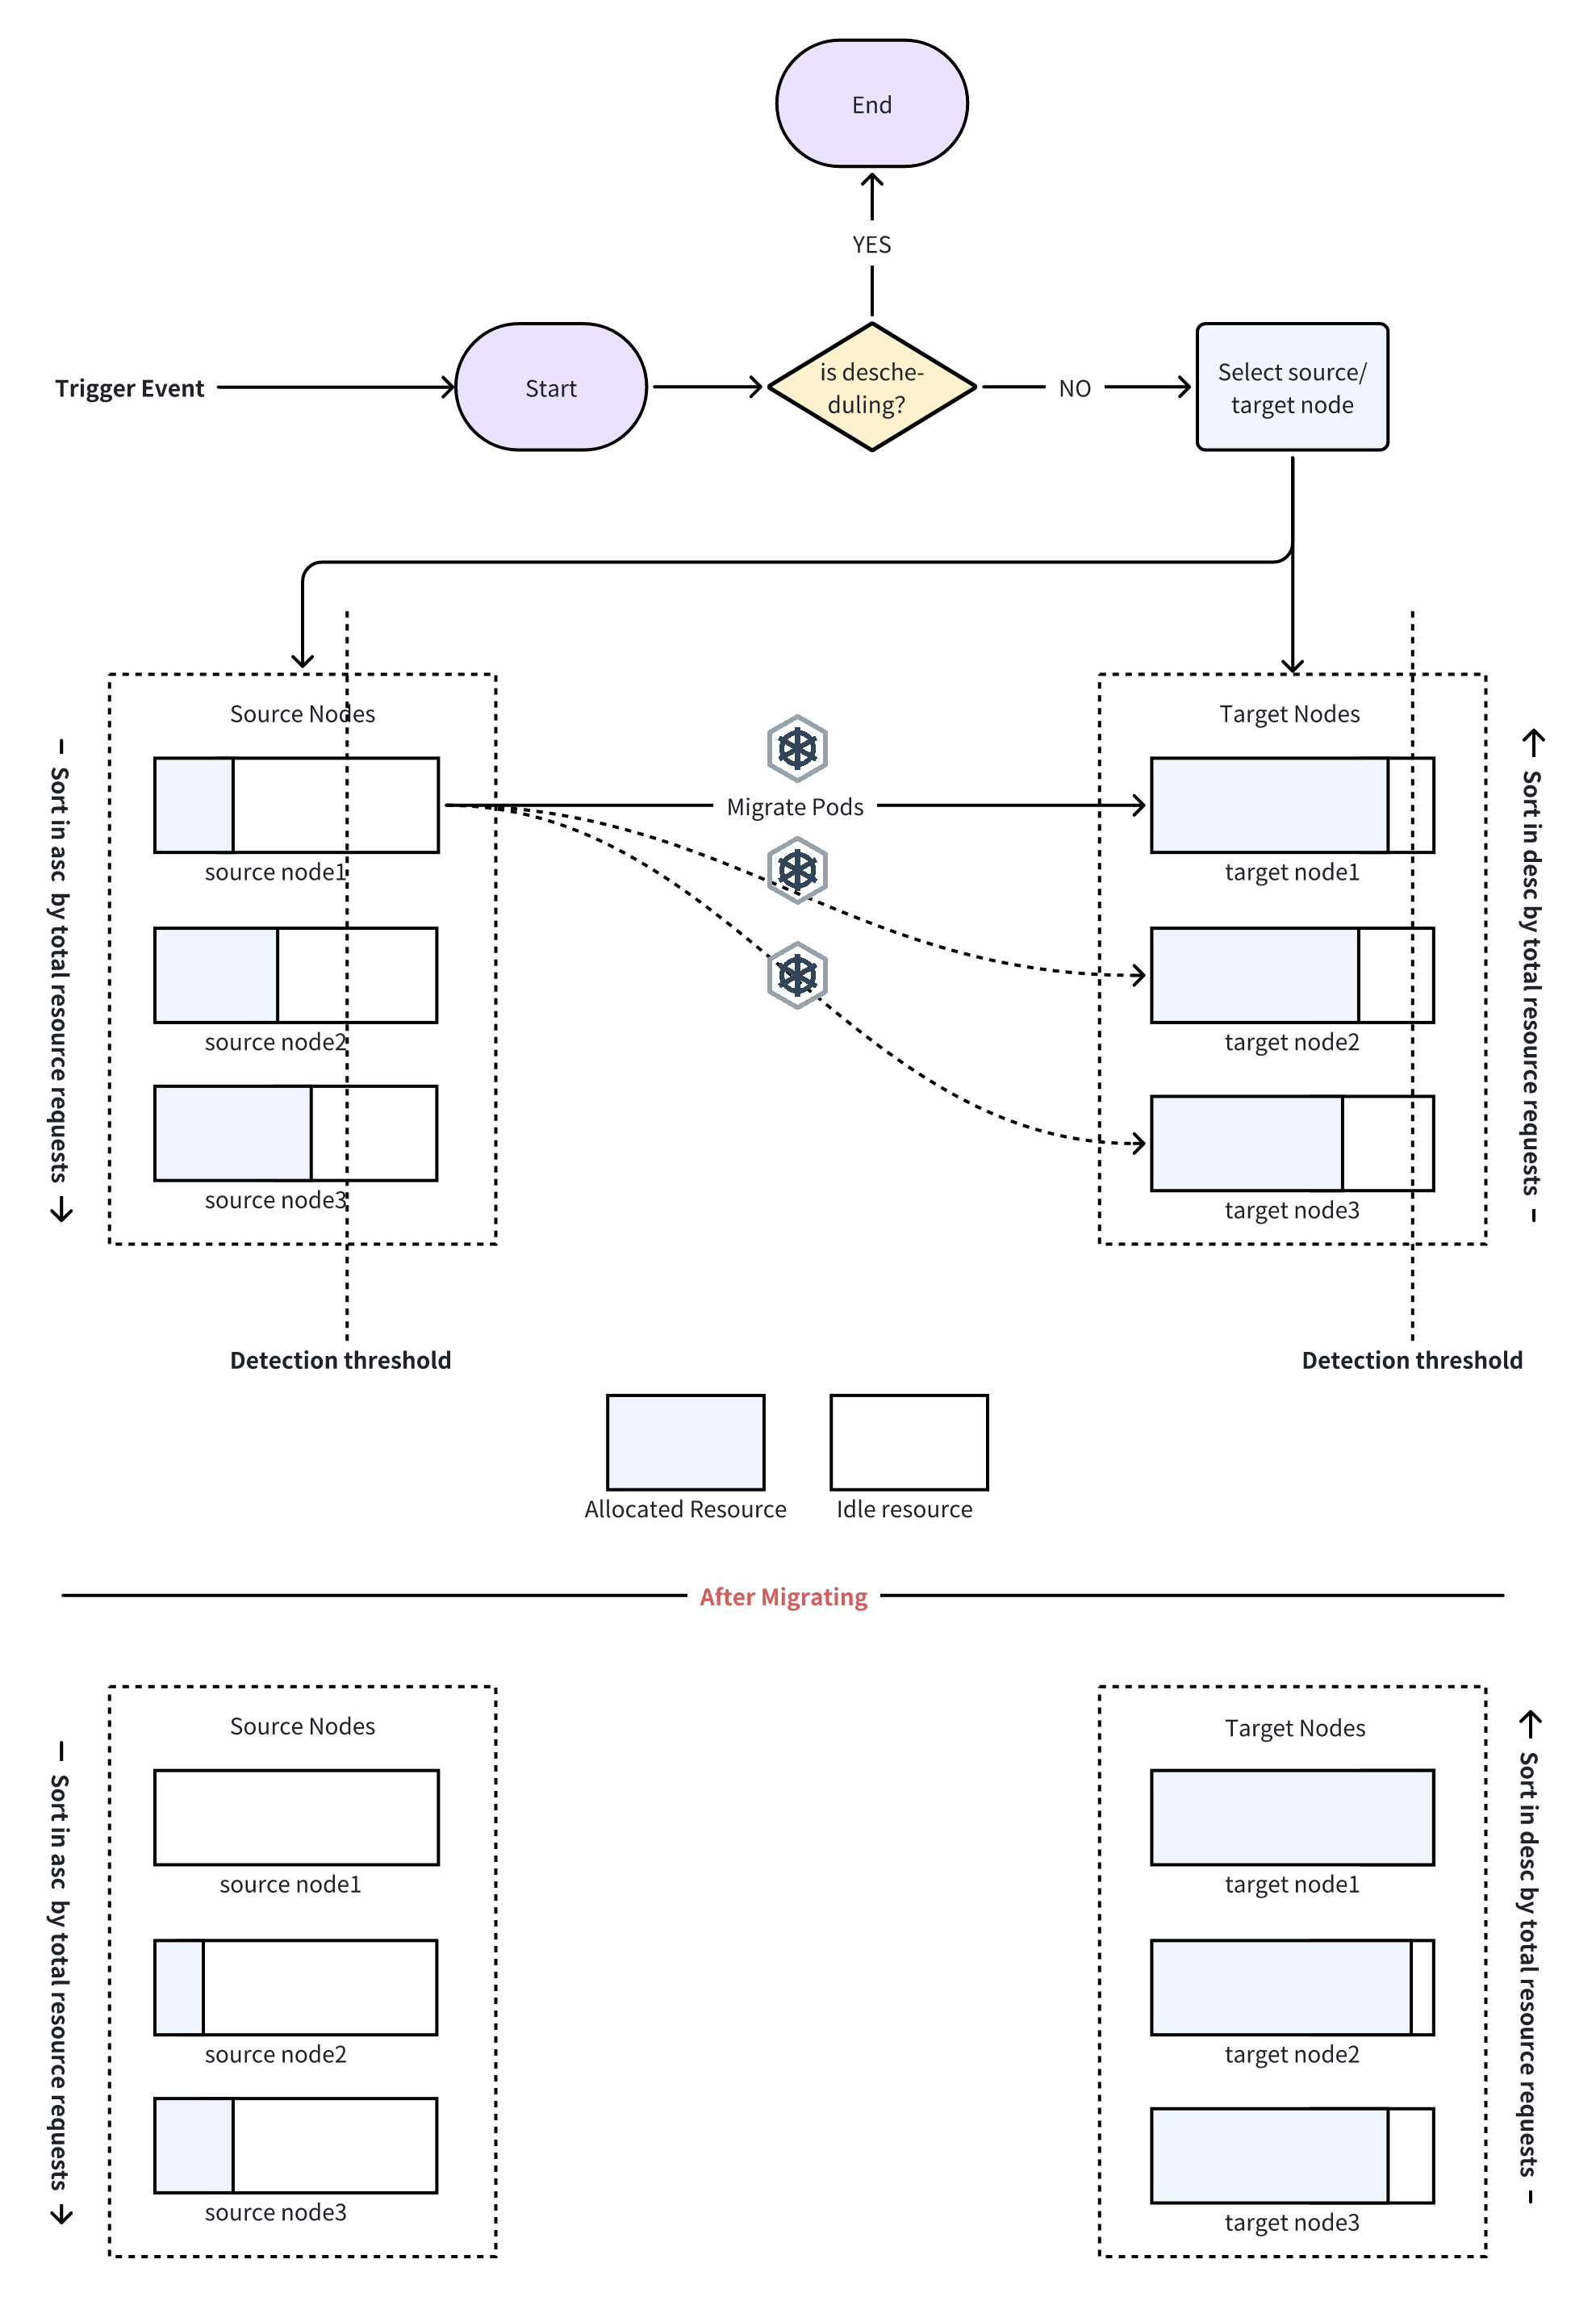 End
YES
Trigger Event
Start
is desche-
duling?
NO
Select source/
target node
Source Nodes
Target Nodes
Sort in asc by total resource requests
Sort in desc by total resource requests
Migrate Pods
source node1
target node1
source node2
target node2
source node3
target node3
Detection threshold
Detection threshold
Allocated Resource
Idle resource
After Migrating
Source Nodes
Target Nodes
Sort in asc by total resource requests
Sort in desc by total resource requests
source node1
target node1
source node2
target node2
source node3
target node3